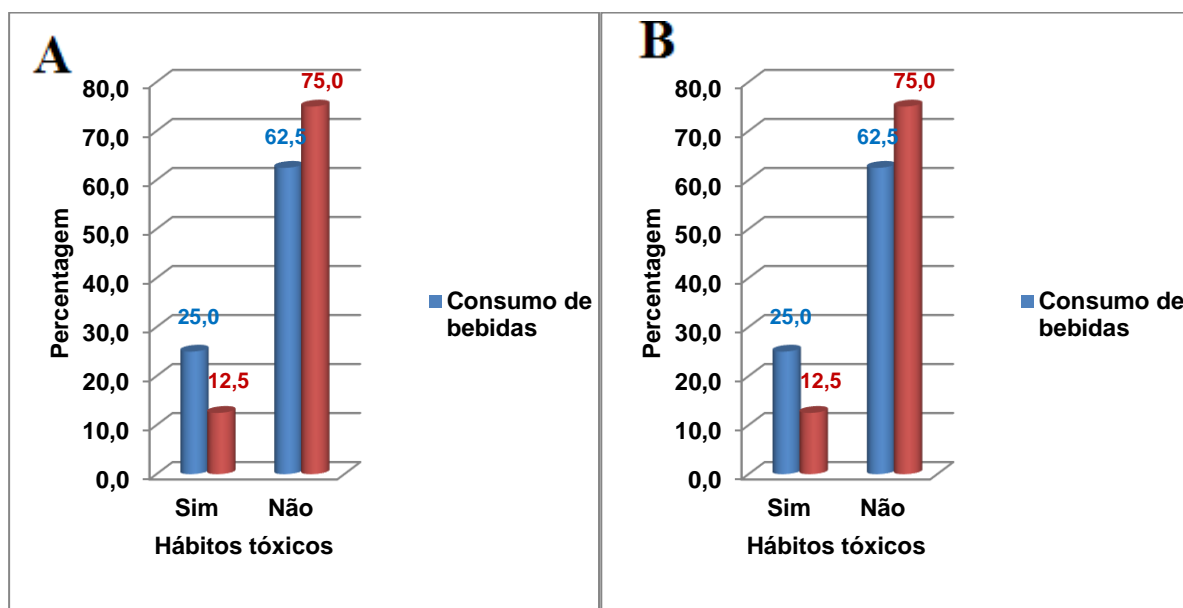 A
80,0
70,0
60,0
50,0
40,0
30,0
20,0
10,0
0,0
Percentagem
75,0
62,5
25,0
12,5
Sim Não
Hábitos tóxicos
Consumo de
bebidas
B
80,0
70,0
60,0
50,0
40,0
30,0
20,0
10,0
0,0
Percentagem
75,0
62,5
25,0
12,5
Sim Não
Hábitos tóxicos
Consumo de
bebidas